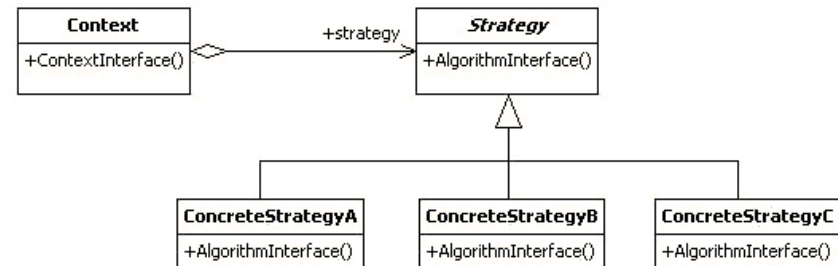 Context
+ContextInterface()
+strategy
Strategy
+AlgorithmInterface()
ConcreteStrategyA
+AlgorithmInterface()
ConcreteStrategyB
+AlgorithmInterface()
ConcreteStrategyC
+AlgorithmInterface()